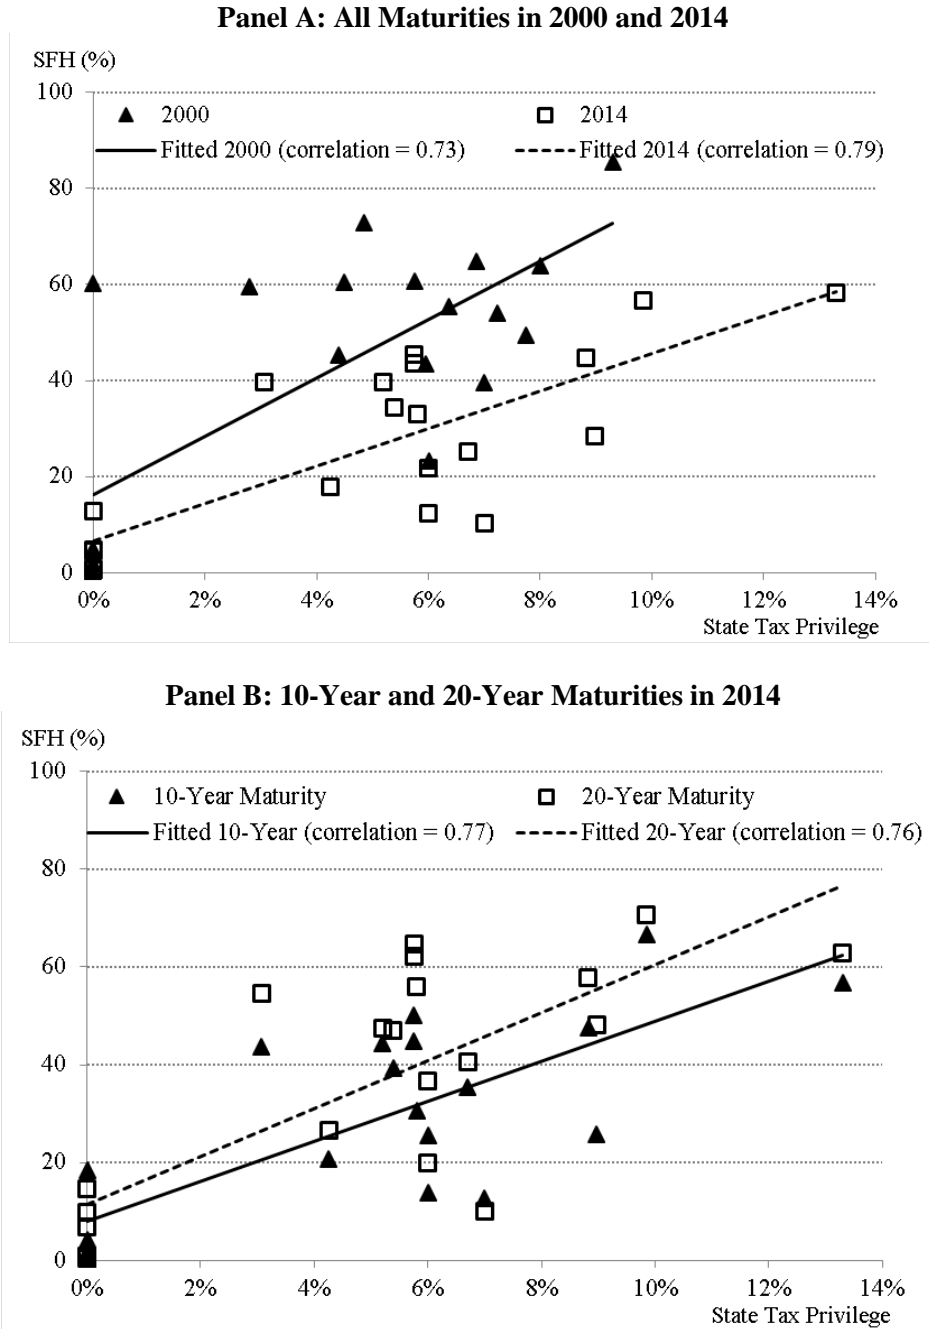 Panel A: All Maturities in 2000 and 2014
SFH (%)
100
2000 2014
Fitted 2000 (correlation = 0.73) Fitted 2014 (correlation = 0.79)
80
60
40
20
0
0% 2% 4% 6% 8% 10% 12% 14%
State Tax Privilege
Panel B: 10-Year and 20-Year Maturities in 2014
SFH (%)
100
10-Year Maturity 20-Year Maturity
Fitted 10-Year (correlation = 0.77) Fitted 20-Year (correlation = 0.76)
80
60
40
20
0
0% 2% 4% 6% 8% 10% 12% 14%
State Tax Privilege